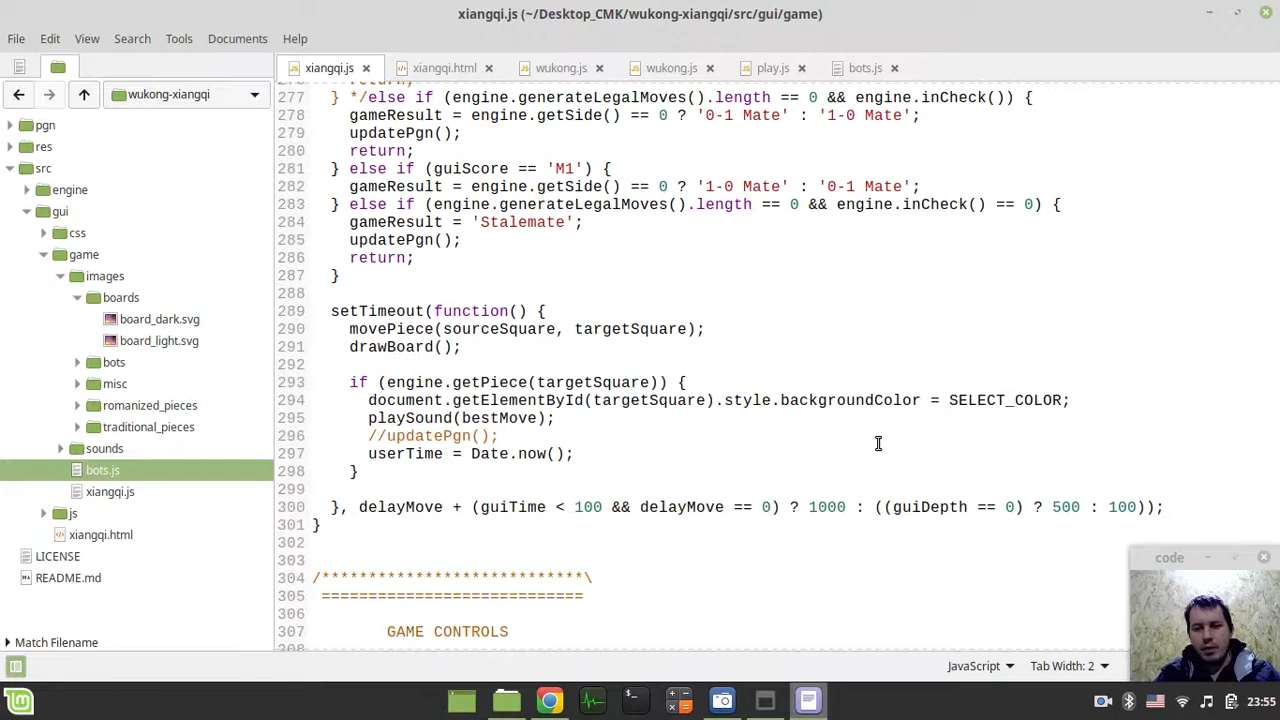 xiangqi.js (~/Desktop_CMK/wukong-xiangqi/src/gui/game)
File Edit View Search Tools Documents Help
xiangqi.js xiangqi.html wukong.js wukong.js play.js bots.js
wukong-xiangqi
pgn
res
src
engine
gui
css
game
images
boards
board_dark.svg
board_light.svg
bots
misc
romanized_pieces
traditional_pieces
sounds
bots.js
xiangqi.js
js
xiangqi.html
LICENSE
README.md
Match Filename
277 } */else if (engine.generateLegalMoves().length == 0 && engine.inCheck()) {
278 gameResult = engine.getSide() == 0 ? '0-1 Mate' : '1-0 Mate';
279 updatePgn();
280 return;
281 } else if (guiScore == 'M1') {
282 gameResult = engine.getSide() == 0 ? '1-0 Mate' : '0-1 Mate';
283 } else if (engine.generateLegalMoves().length == 0 && engine.inCheck() == 0) {
284 gameResult = 'Stalemate';
285 updatePgn();
286 return;
287 }
288
289 setTimeout(function() {
290 movePiece(sourceSquare, targetSquare);
291 drawBoard();
292
293 if (engine.getPiece(targetSquare)) {
294 document.getElementById(targetSquare).style.backgroundColor = SELECT_COLOR;
295 playSound(bestMove);
296 //updatePgn();
297 userTime = Date.now();
298 }
299
300 }, delayMove + (guiTime < 100 && delayMove == 0) ? 1000 : ((guiDepth == 0) ? 500 : 100));
301 }
302
303
304 /****************************\
305 ============================
306
307 GAME CONTROLS
code
JavaScript Tab Width: 2
23:55